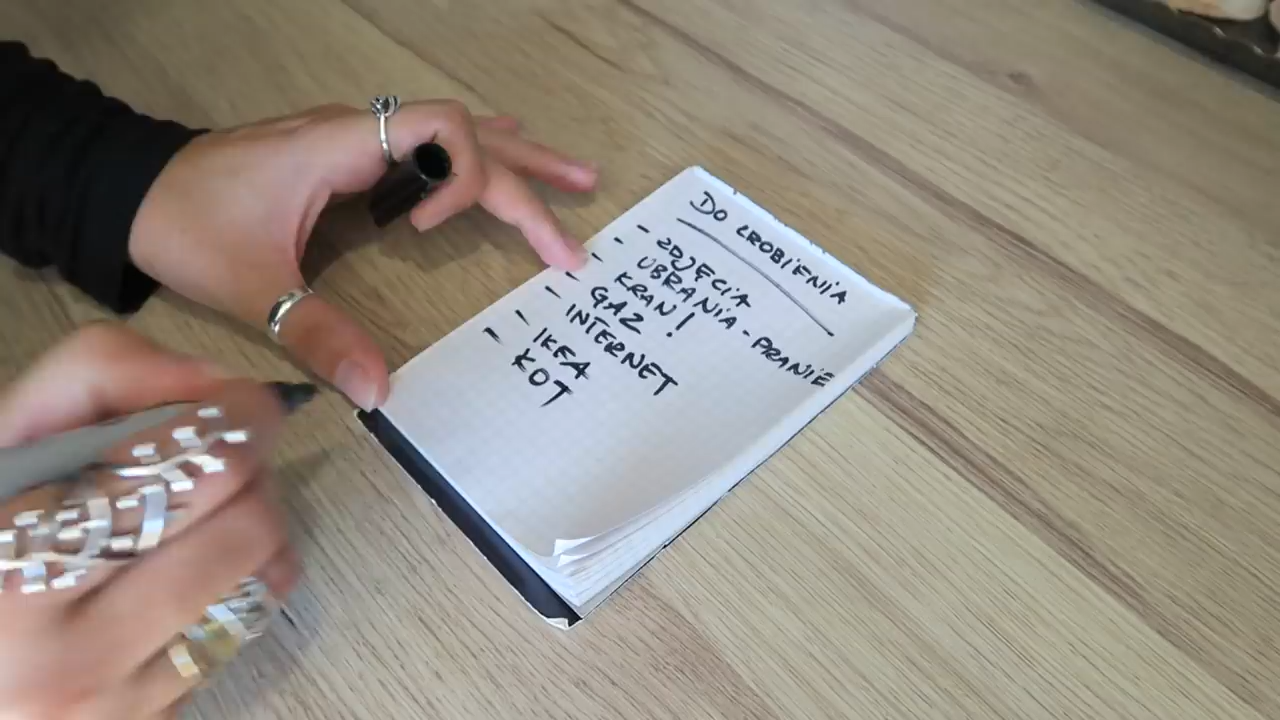 DO ZROBIENIA
- ZDJĘCIA
- UBRANIA - PRANIE
- KRAN!
- GAZ
- INTERNET
- IKEA
- KOT